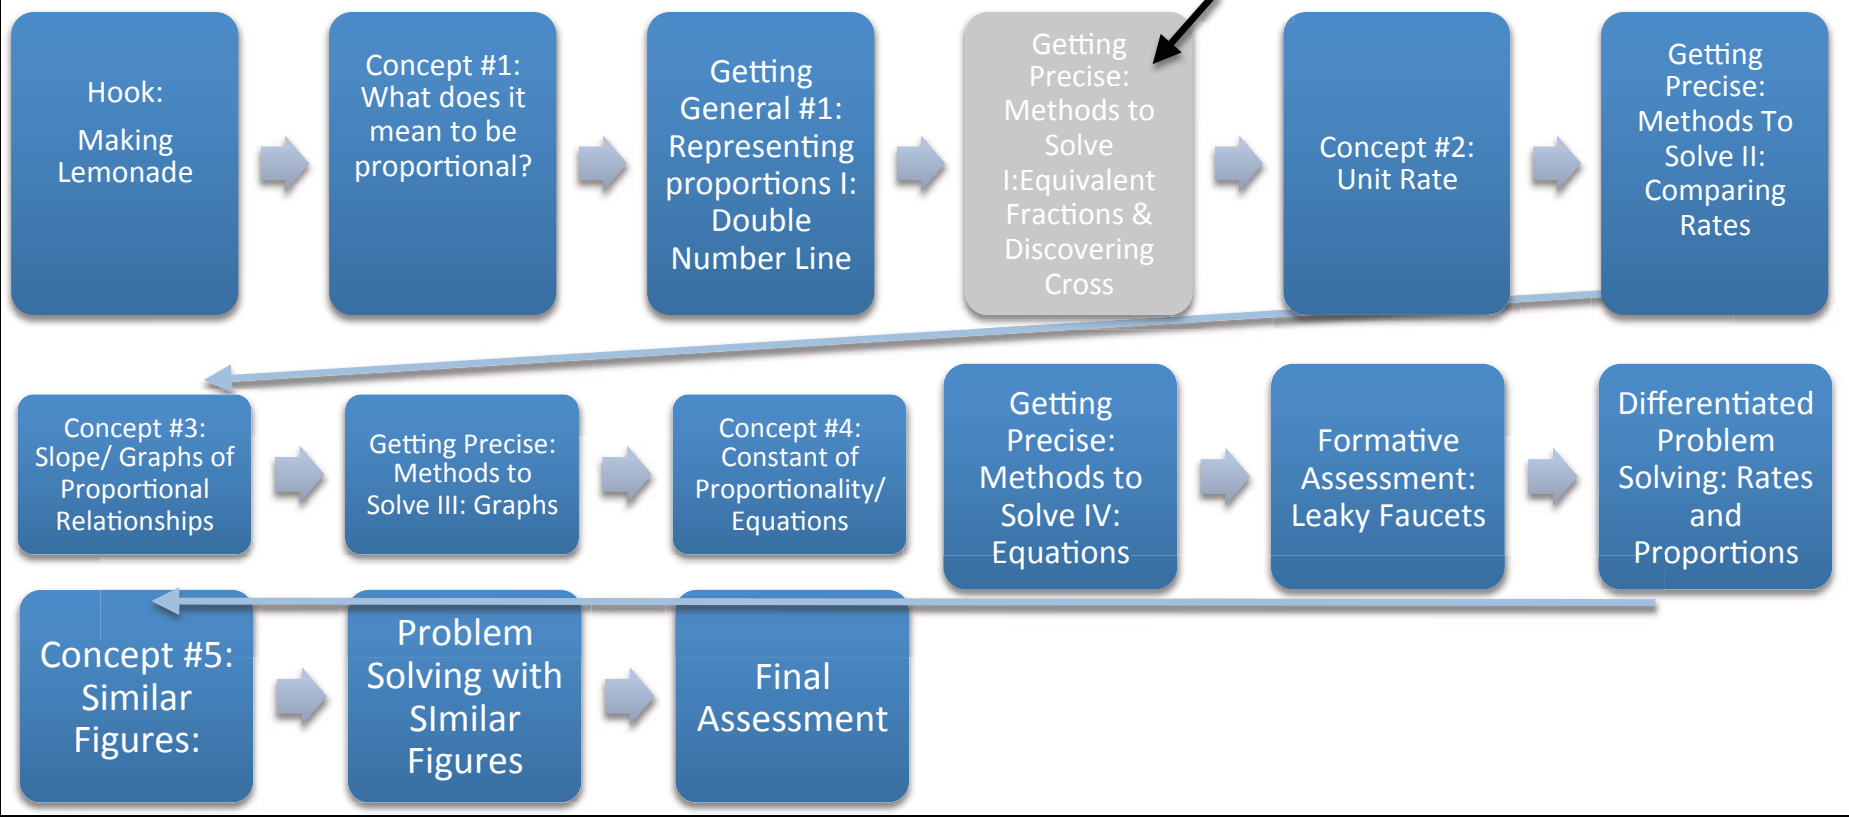 Hook:
Making
Lemonade
Concept #1:
What does it
mean to be
proportional?
Getting
General #1:
Representing
proportions I:
Double
Number Line
Getting
Precise:
Methods to
Solve
I:Equivalent
Fractions &
Discovering
Cross
Concept #2:
Unit Rate
Getting
Precise:
Methods To
Solve II:
Comparing
Rates
Concept #3:
Slope/ Graphs of
Proportional
Relationships
Getting Precise:
Methods to
Solve III: Graphs
Concept #4:
Constant of
Proportionality/
Equations
Getting
Precise:
Methods to
Solve IV:
Equations
Formative
Assessment:
Leaky Faucets
Differentiated
Problem
Solving: Rates
and
Proportions
Concept #5:
Similar
Figures:
Problem
Solving with
SImilar
Figures
Final
Assessment